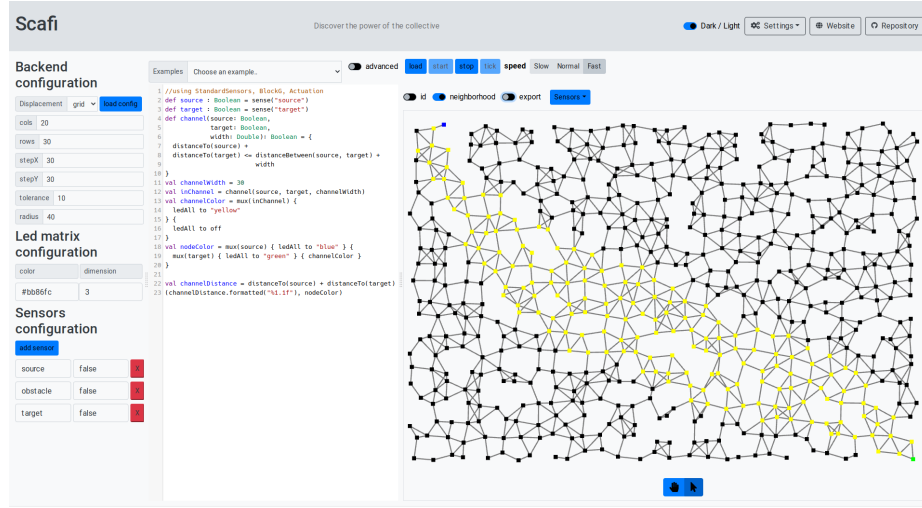 Scafi
Discover the power of the collective
Dark / Light
Settings
Website
Repository
Backend
configuration
Displacement grid load config
cols 20
rows 30
stepX 30
stepY 30
tolerance 10
radius 40
Led matrix
configuration
color dimension
#bb86fc 3
Sensors
configuration
add sensor
source false X
obstacle false X
target false X
Examples Choose an example..
advanced load start stop tick speed Slow Normal Fast
id neighborhood export Sensors
1 //using StandardSensors, BlockG, Actuation
2 def source : Boolean = sense("source")
3 def target : Boolean = sense("target")
4 def channel(source: Boolean,
5 target: Boolean,
6 width: Double): Boolean = {
7 distanceTo(source) +
8 distanceTo(target) <= distanceBetween(source, target) +
9 width
10 }
11 val channelWidth = 30
12 val inChannel = channel(source, target, channelWidth)
13 val channelColor = mux(inChannel) {
14 ledAll to "yellow"
15 } {
16 ledAll to off
17 }
18 val nodeColor = mux(source) { ledAll to "blue" } {
19 mux(target) { ledAll to "green" } { channelColor }
20 }
21
22 val channelDistance = distanceTo(source) + distanceTo(target)
23 (channelDistance.formatted("%1.1f"), nodeColor)